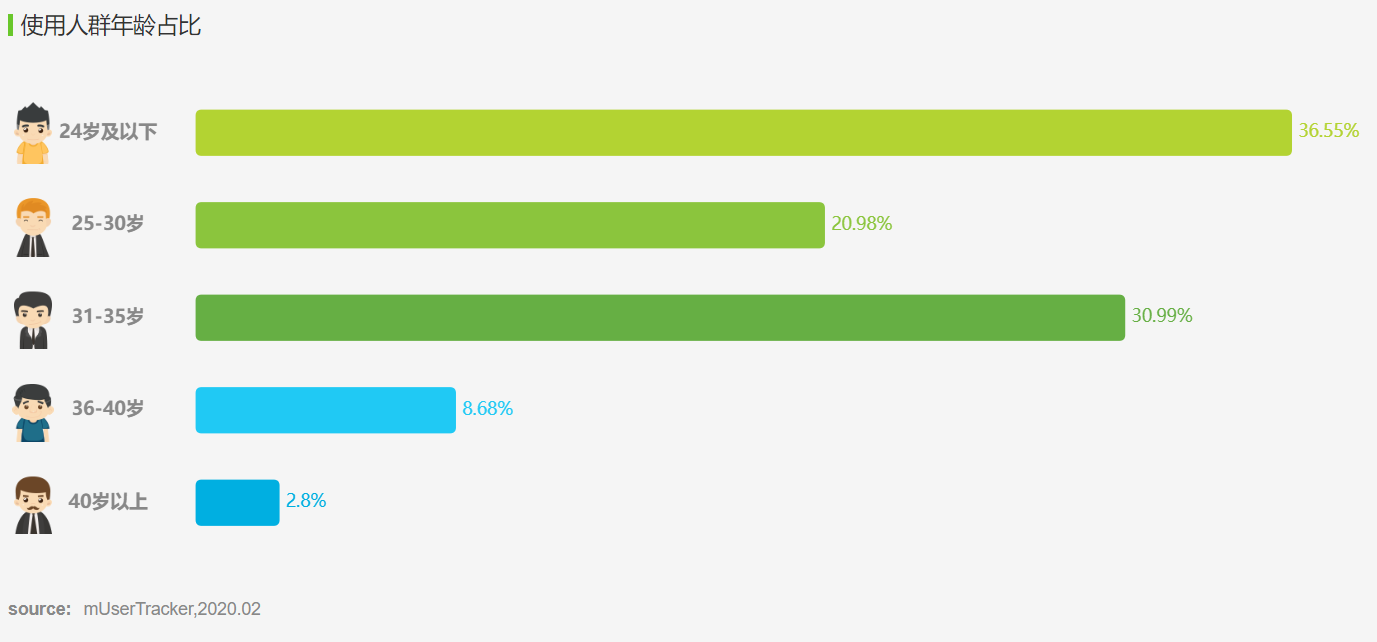 使用人群年龄占比
24岁及以下 36.55%
25-30岁 20.98%
31-35岁 30.99%
36-40岁 8.68%
40岁以上 2.8%
source: mUserTracker,2020.02